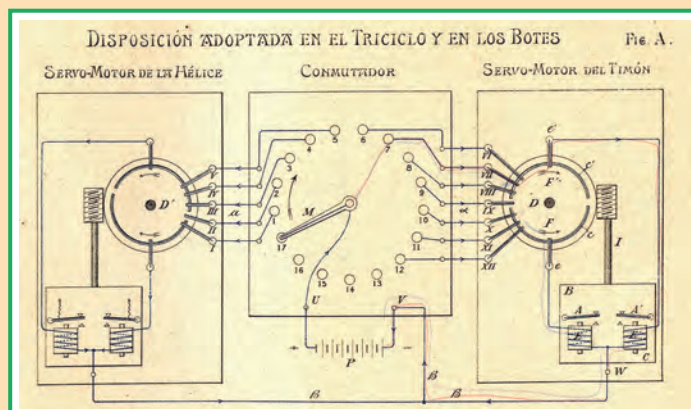 DISPOSICIÓN ADOPTADA EN EL TRICICLO Y EN LOS BOTES FIG. A.
SERVO-MOTOR DE LA HÉLICE CONMUTADOR SERVO-MOTOR DEL TIMÓN
5 6
4 7
3 8
2 9
1 10
17 11
16 12
15 14 13
M
U V
+ P -
V
IV
III
II
I
a
D'
VI
VII
VIII
IX
X
XI
XII
a
e'
c'
F'
D
F
c
e
I
B
A A'
E
C
W
B
B B